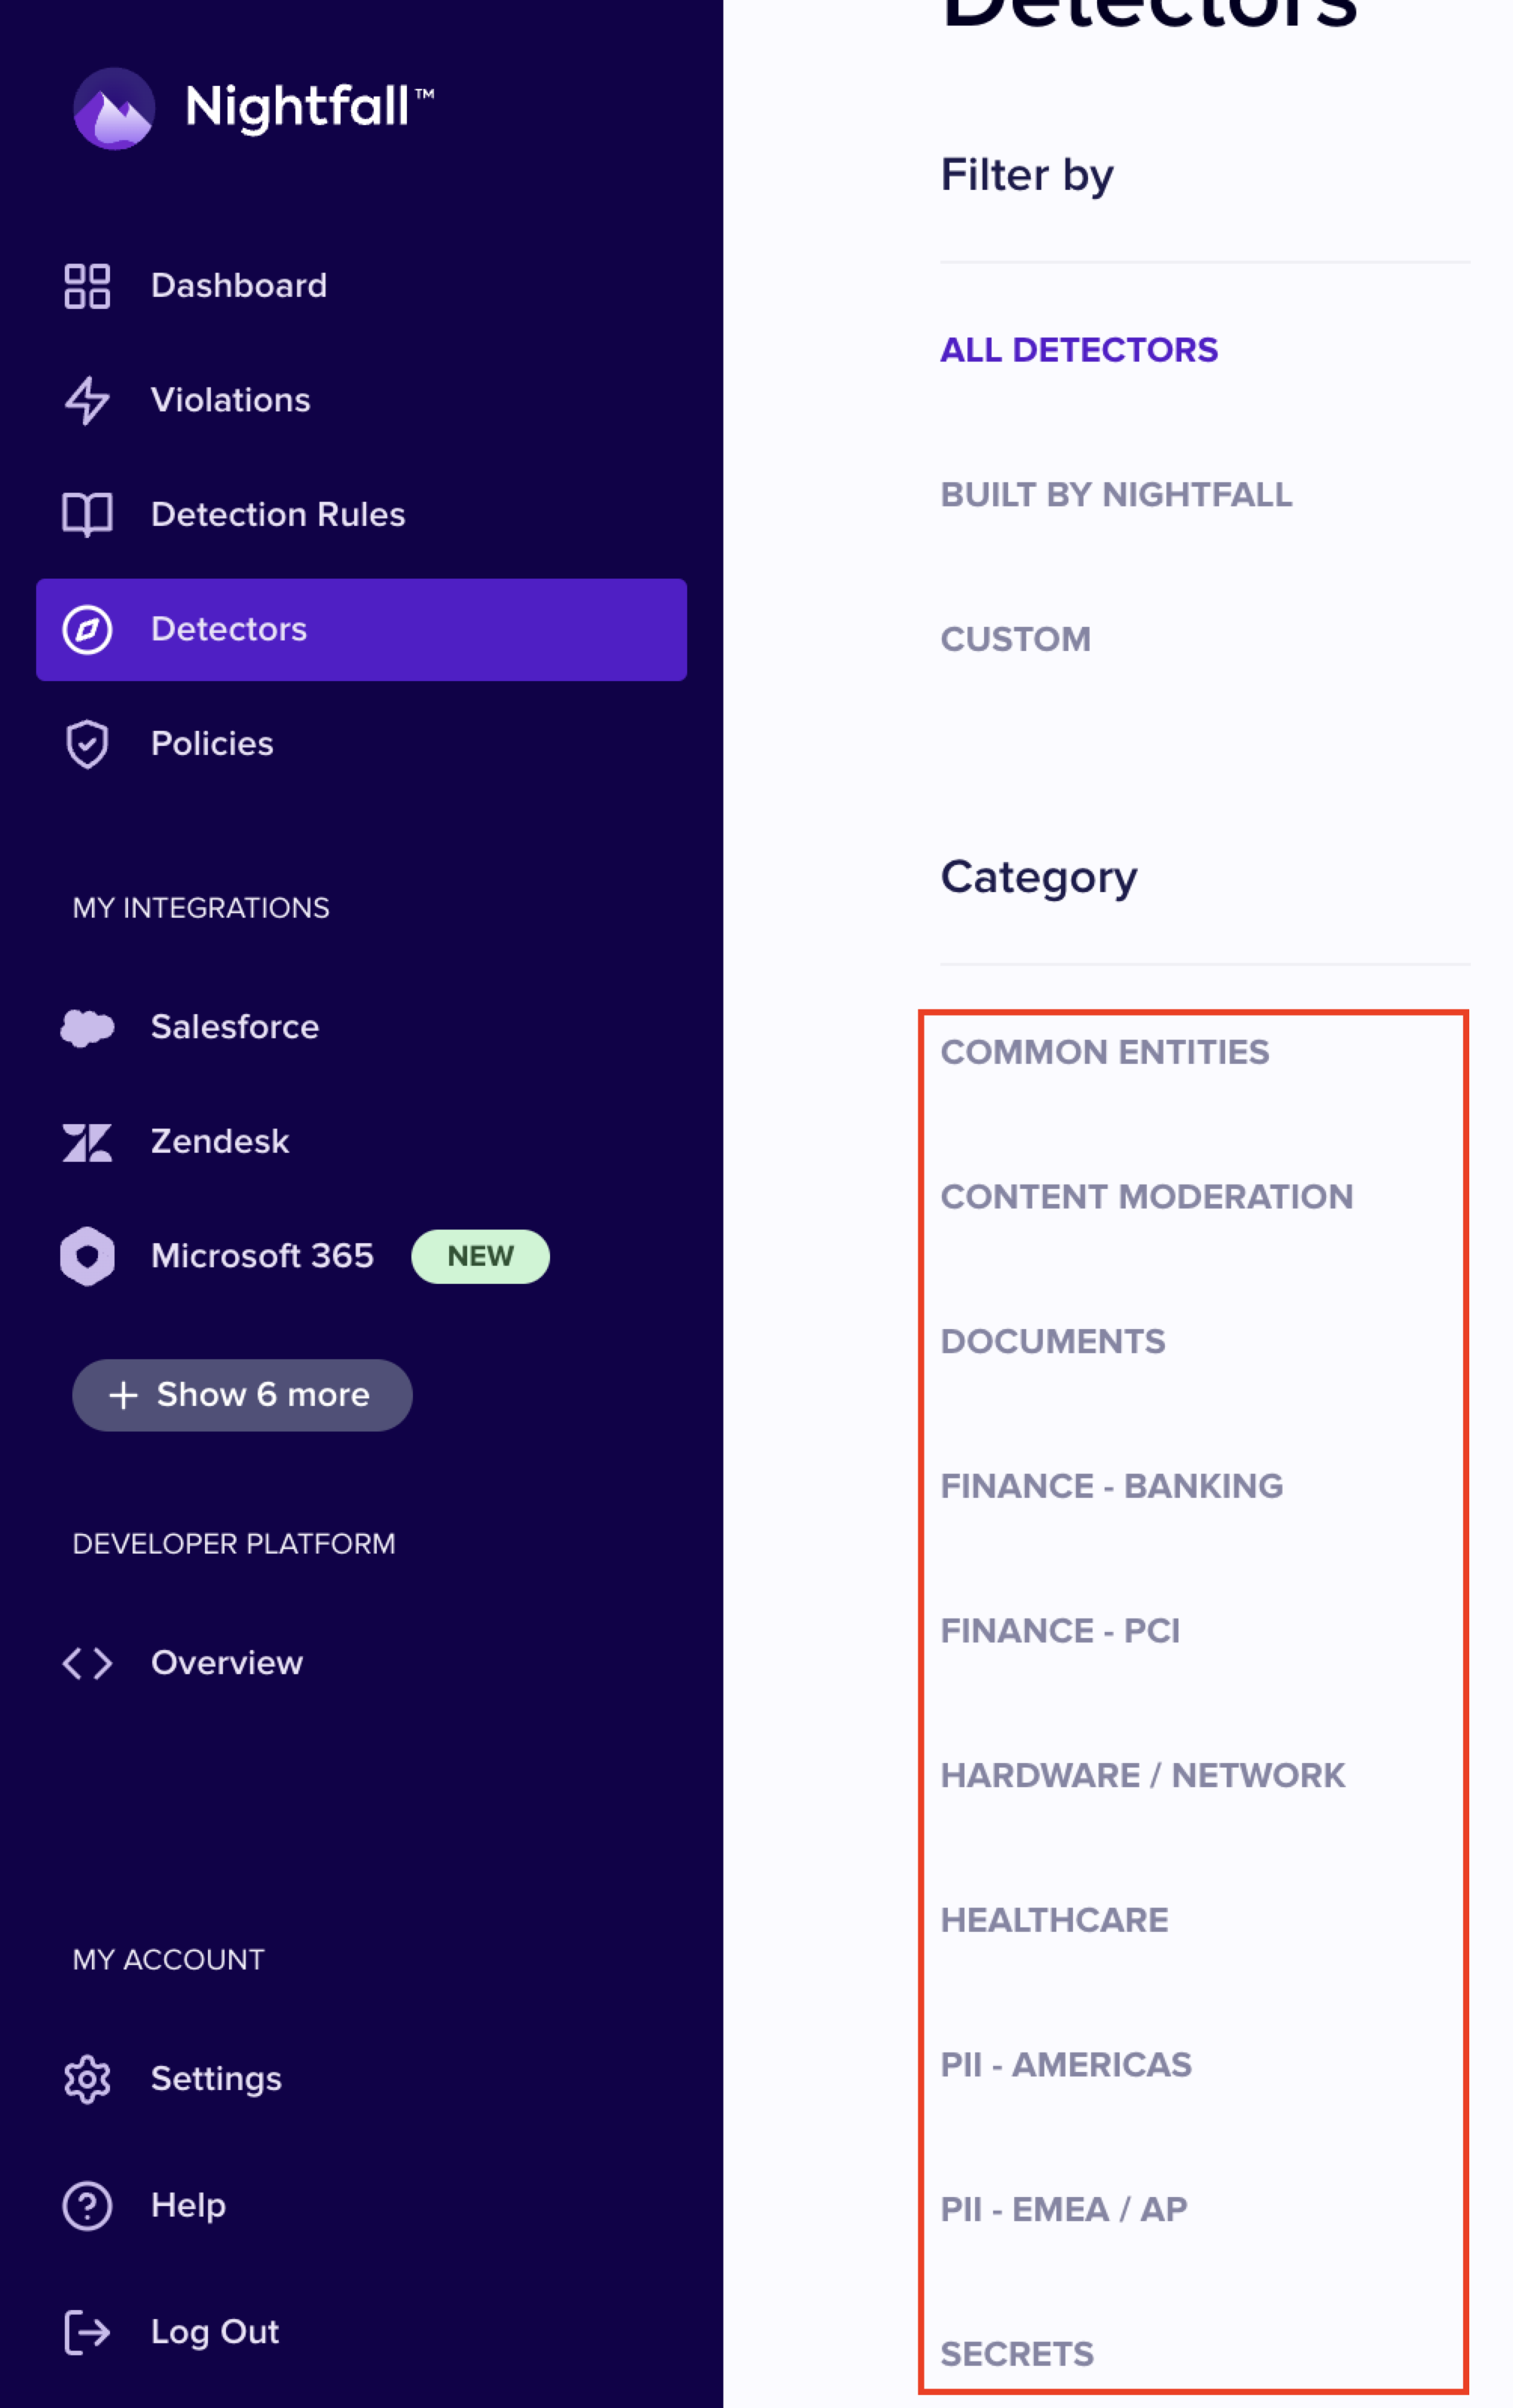 Nightfall™
Dashboard
Violations
Detection Rules
Detectors
Policies
MY INTEGRATIONS
Salesforce
Zendesk
Microsoft 365 NEW
+ Show 6 more
DEVELOPER PLATFORM
Overview
MY ACCOUNT
Settings
Help
Log Out
Detectors
Filter by
ALL DETECTORS
BUILT BY NIGHTFALL
CUSTOM
Category
COMMON ENTITIES
CONTENT MODERATION
DOCUMENTS
FINANCE - BANKING
FINANCE - PCI
HARDWARE / NETWORK
HEALTHCARE
PII - AMERICAS
PII - EMEA / AP
SECRETS